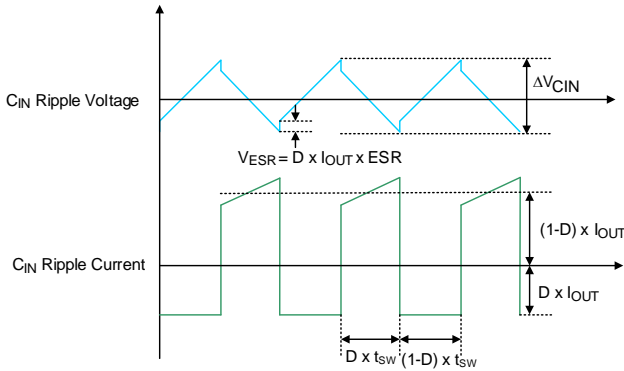 ΔV_CIN
C_IN Ripple Voltage
V_ESR = D x I_OUT x ESR
(1-D) x I_OUT
C_IN Ripple Current
D x I_OUT
D x t_SW
(1-D) x t_SW